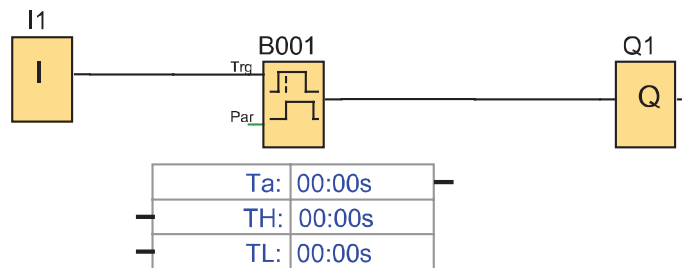 I1
B001
Q1
I
Trg
Q
Par
Ta: 00:00s
TH: 00:00s
TL: 00:00s